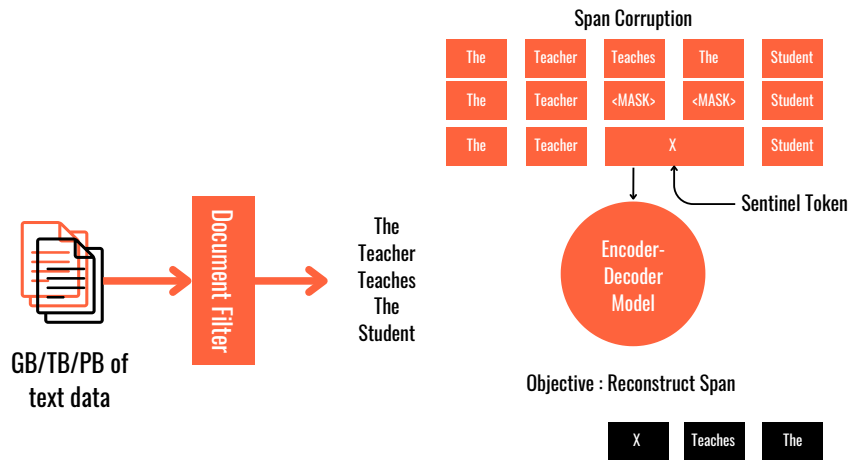 Span Corruption
The Teacher Teaches The Student
The Teacher <MASK> <MASK> Student
The Teacher X Student
Sentinel Token
Document Filter
The
Teacher
Teaches
The
Student
Encoder-
Decoder
Model
GB/TB/PB of
text data
Objective : Reconstruct Span
X Teaches The